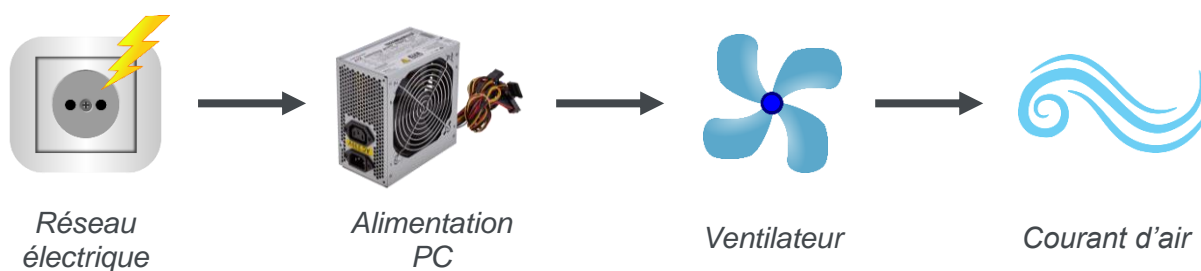 Réseau
électrique
Alimentation
PC
Ventilateur
Courant d'air